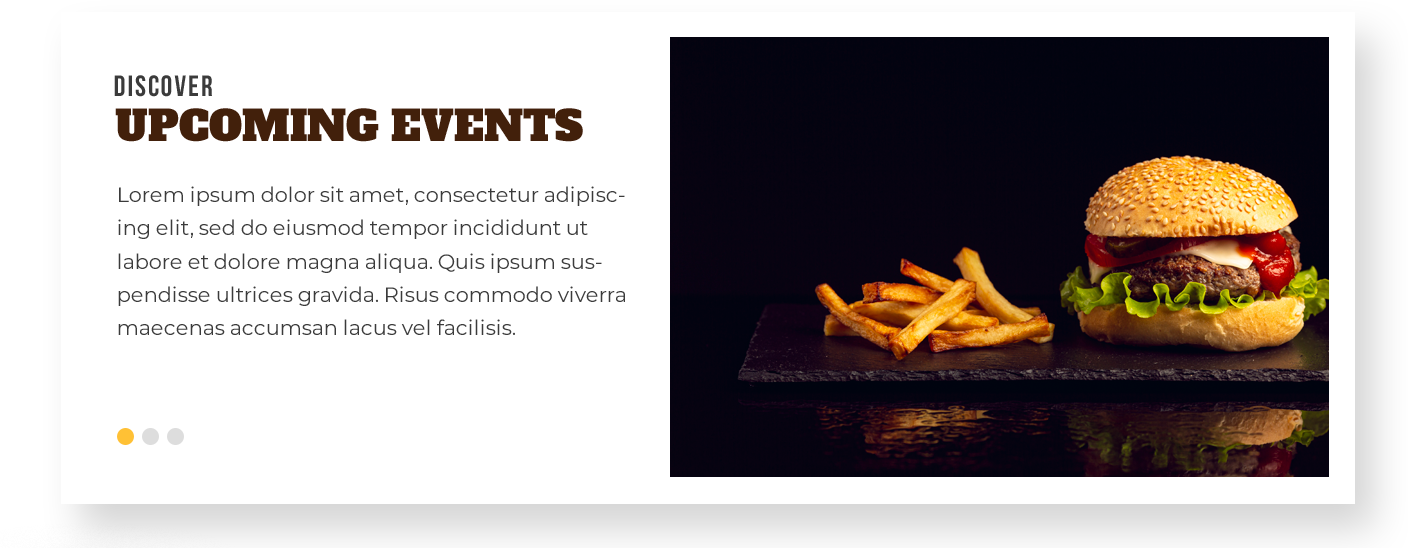 DISCOVER
UPCOMING EVENTS
Lorem ipsum dolor sit amet, consectetur adipisc-
ing elit, sed do eiusmod tempor incididunt ut
labore et dolore magna aliqua. Quis ipsum sus-
pendisse ultrices gravida. Risus commodo viverra
maecenas accumsan lacus vel facilisis.